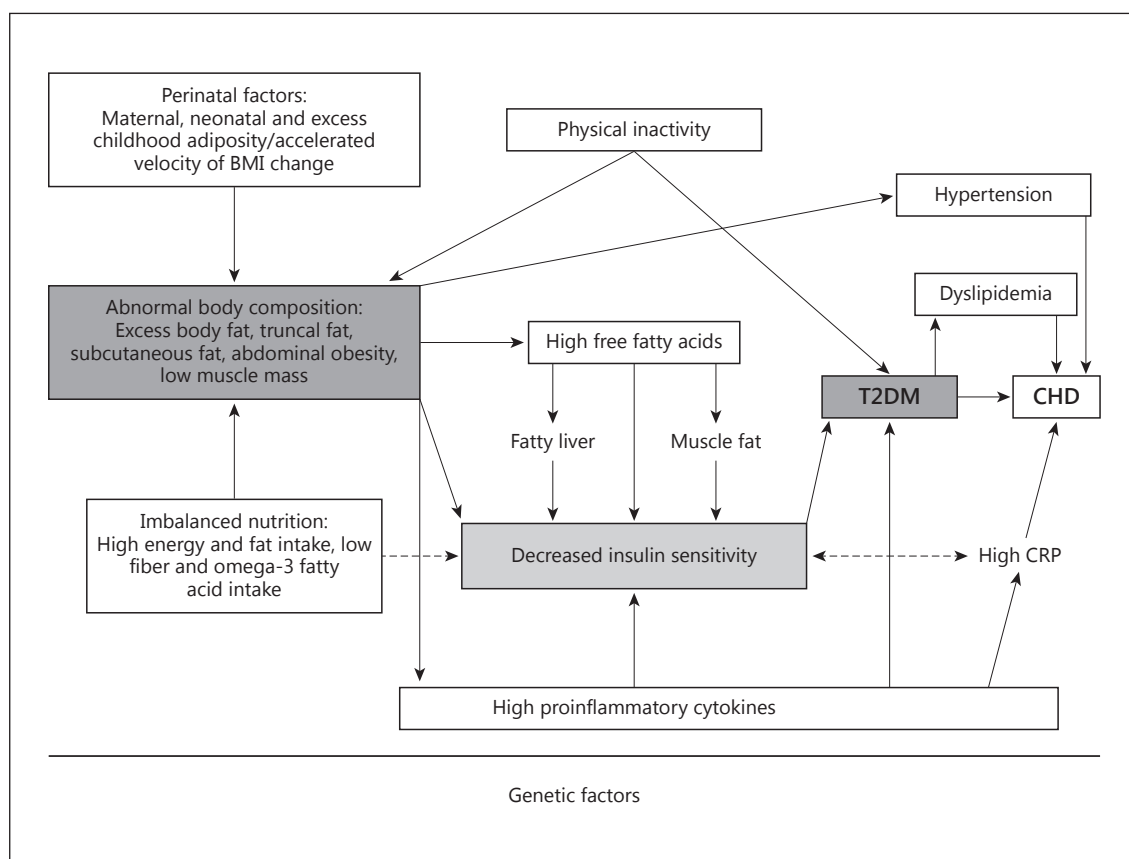 Perinatal factors:
Maternal, neonatal and excess
childhood adiposity/accelerated
velocity of BMI change
Physical inactivity
Hypertension
Abnormal body composition:
Excess body fat, truncal fat,
subcutaneous fat, abdominal obesity,
low muscle mass
Dyslipidemia
High free fatty acids
T2DM
CHD
Fatty liver
Muscle fat
Imbalanced nutrition:
High energy and fat intake, low
fiber and omega-3 fatty
acid intake
Decreased insulin sensitivity
High CRP
High proinflammatory cytokines
Genetic factors